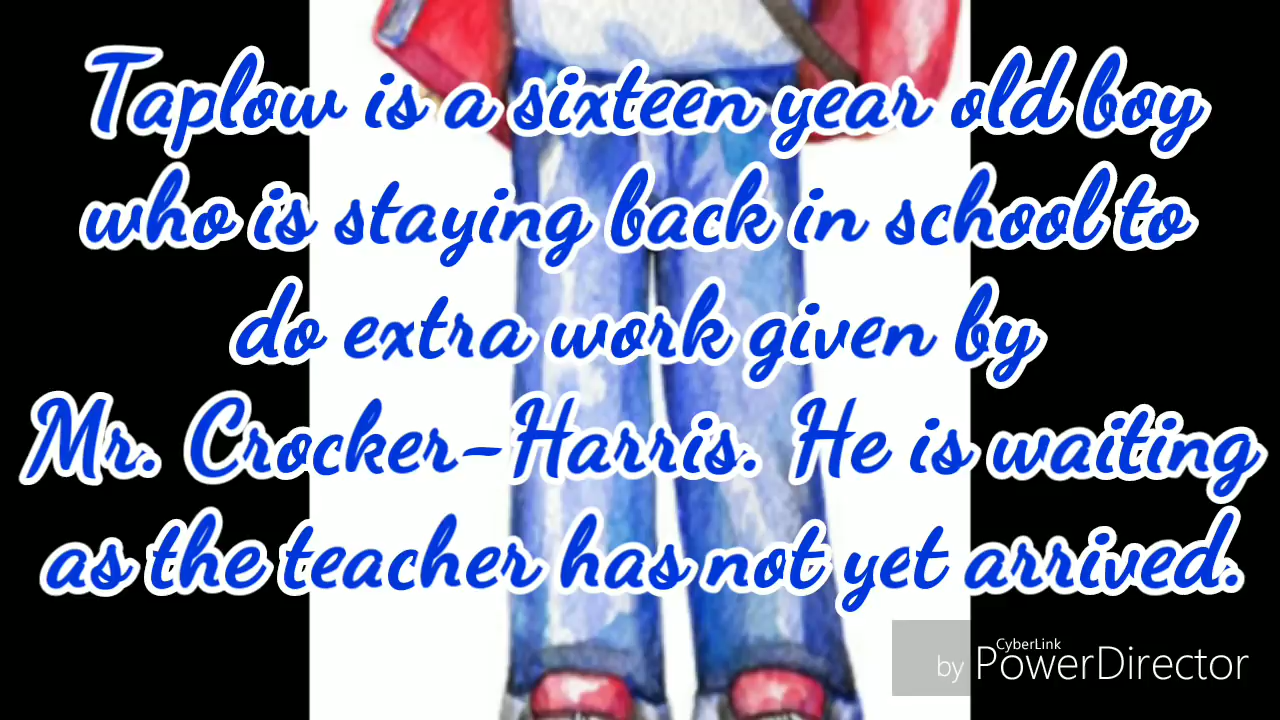 Taplow is a sixteen year old boy
who is staying back in school to
do extra work given by
Mr. Crocker-Harris. He is waiting
as the teacher has not yet arrived.
CyberLink
by PowerDirector